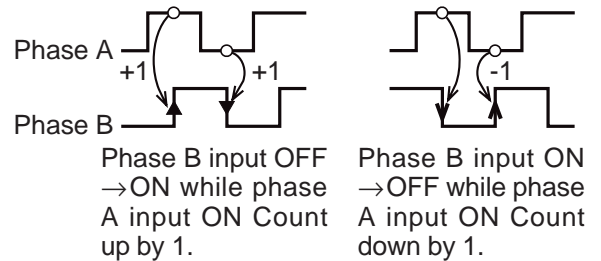 Phase A
+1
+1
-1
Phase B
Phase B input OFF
→ON while phase
A input ON Count
up by 1.
Phase B input ON
→OFF while phase
A input ON Count
down by 1.